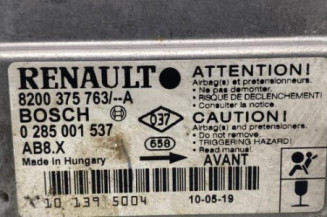 RENAULT
8200 375 763/--A
BOSCH
0 285 001 537
AB8.X
Made in Hungary
10 139 5004
037
658
AVANT
10-05-19
ATTENTION!
Airbag(s) et pretensionneurs.
• Ne pas demonter.
• RISQUE DE DECLENCHEMENT!
• Consulter la notice.
CAUTION!
Airbag(s) and pretensioners.
• Do not remove.
• TRIGGERING HAZARD!
• Read manual